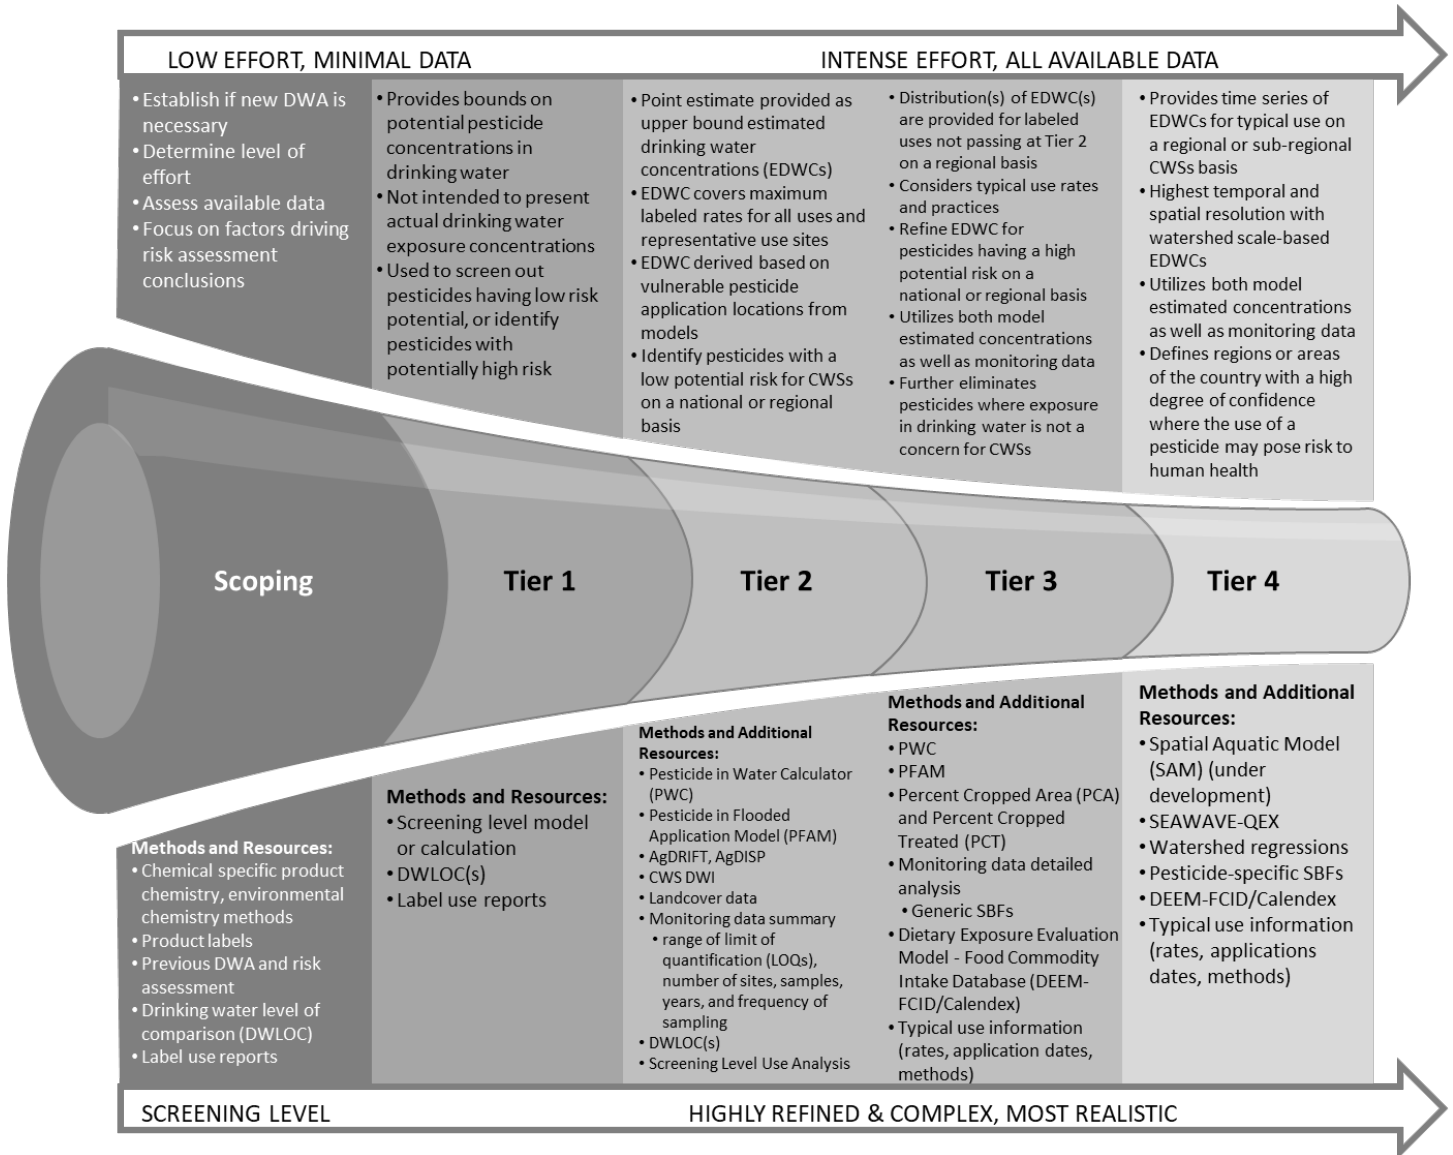 LOW EFFORT, MINIMAL DATA
INTENSE EFFORT, ALL AVAILABLE DATA
• Establish if new DWA is
necessary
• Determine level of
effort
• Assess available data
• Focus on factors driving
risk assessment
conclusions
• Provides bounds on
potential pesticide
concentrations in
drinking water
• Not intended to present
actual drinking water
exposure concentrations
• Used to screen out
pesticides having low risk
potential, or identify
pesticides with
potentially high risk
• Point estimate provided as
upper bound estimated
drinking water
concentrations (EDWCs)
• EDWC covers maximum
labeled rates for all uses and
representative use sites
• EDWC derived based on
vulnerable pesticide
application locations from
models
• Identify pesticides with a
low potential risk for CWSs
on a national or regional
basis
• Distribution(s) of EDWC(s)
are provided for labeled
uses not passing at Tier 2
on a regional basis
• Considers typical use rates
and practices
• Refine EDWC for
pesticides having a high
potential risk on a
national or regional basis
• Utilizes both model
estimated concentrations
as well as monitoring data
• Further eliminates
pesticides where exposure
in drinking water is not a
concern for CWSs
• Provides time series of
EDWCs for typical use on
a regional or sub-regional
CWSs basis
• Highest temporal and
spatial resolution with
watershed scale-based
EDWCs
• Utilizes both model
estimated concentrations
as well as monitoring data
• Defines regions or areas
of the country with a high
degree of confidence
where the use of a
pesticide may pose risk to
human health
Scoping
Tier 1
Tier 2
Tier 3
Tier 4
Methods and Resources:
• Chemical specific product
chemistry, environmental
chemistry methods
• Product labels
• Previous DWA and risk
assessment
• Drinking water level of
comparison (DWLOC)
• Label use reports
Methods and Resources:
• Screening level model
or calculation
• DWLOC(s)
• Label use reports
Methods and Additional
Resources:
• Pesticide in Water Calculator
(PWC)
• Pesticide in Flooded
Application Model (PFAM)
• AgDRIFT, AgDISP
• CWS DWI
• Landcover data
• Monitoring data summary
• range of limit of
quantification (LOQs),
number of sites, samples,
years, and frequency of
sampling
• DWLOC(s)
• Screening Level Use Analysis
Methods and Additional
Resources:
• PWC
• PFAM
• Percent Cropped Area (PCA)
and Percent Cropped
Treated (PCT)
• Monitoring data detailed
analysis
• Generic SBFs
• Dietary Exposure Evaluation
Model - Food Commodity
Intake Database (DEEM-
FCID/Calendex)
• Typical use information
(rates, application dates,
methods)
Methods and Additional
Resources:
• Spatial Aquatic Model
(SAM) (under
development)
• SEAWAVE-QEX
• Watershed regressions
• Pesticide-specific SBFs
• DEEM-FCID/Calendex
• Typical use information
(rates, applications
dates, methods)
SCREENING LEVEL
HIGHLY REFINED & COMPLEX, MOST REALISTIC